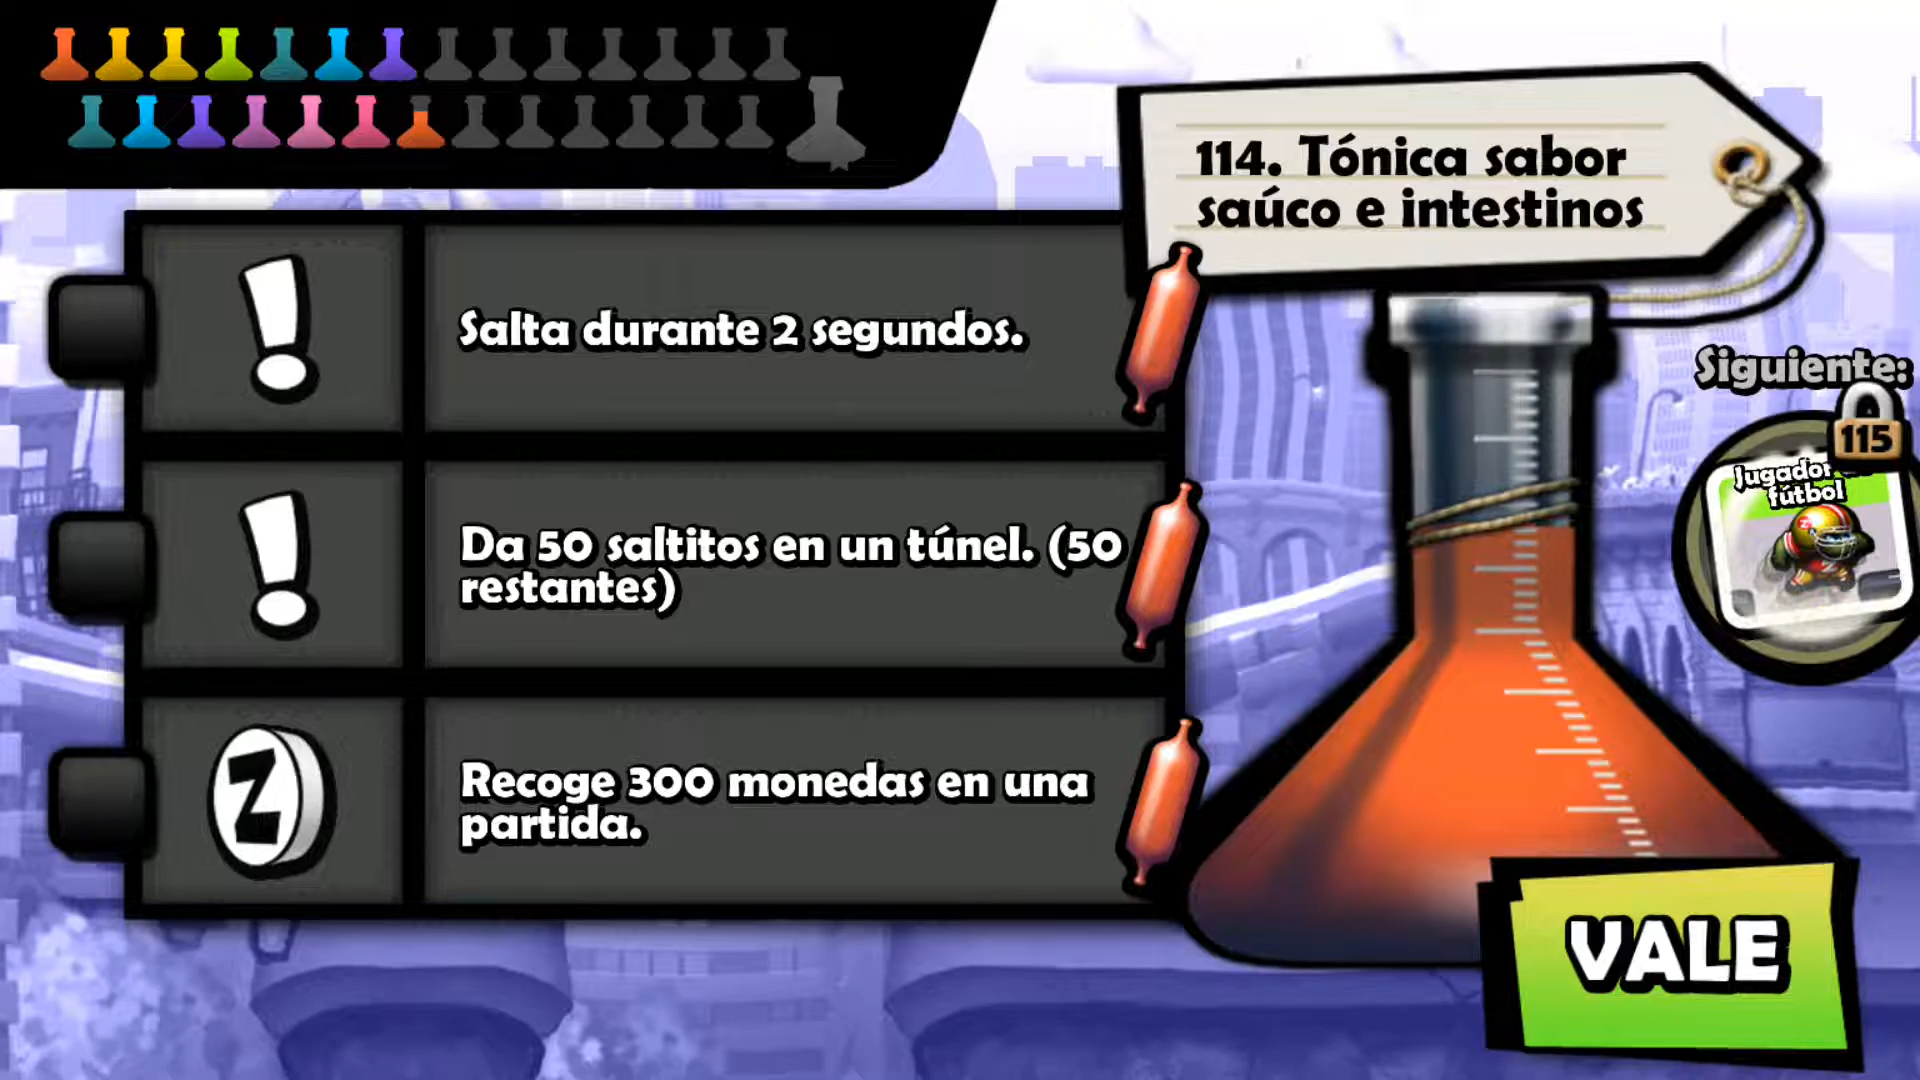 114. Tónica sabor
saúco e intestinos
Salta durante 2 segundos.
Siguiente:
115
Jugador
fútbol
Da 50 saltitos en un túnel. (50
restantes)
Z
Recoge 300 monedas en una
partida.
VALE